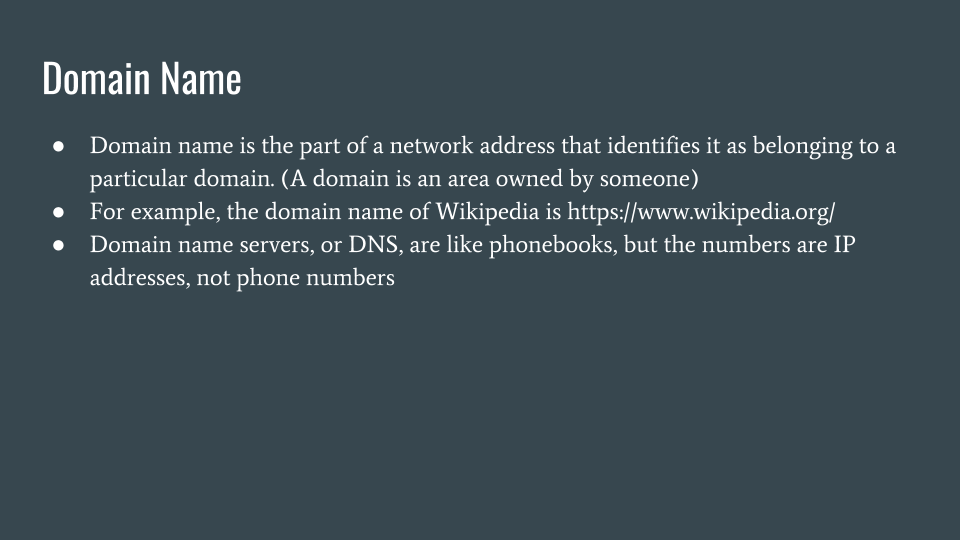 Domain Name
● Domain name is the part of a network address that identifies it as belonging to a
particular domain. (A domain is an area owned by someone)
● For example, the domain name of Wikipedia is https://www.wikipedia.org/
● Domain name servers, or DNS, are like phonebooks, but the numbers are IP
addresses, not phone numbers